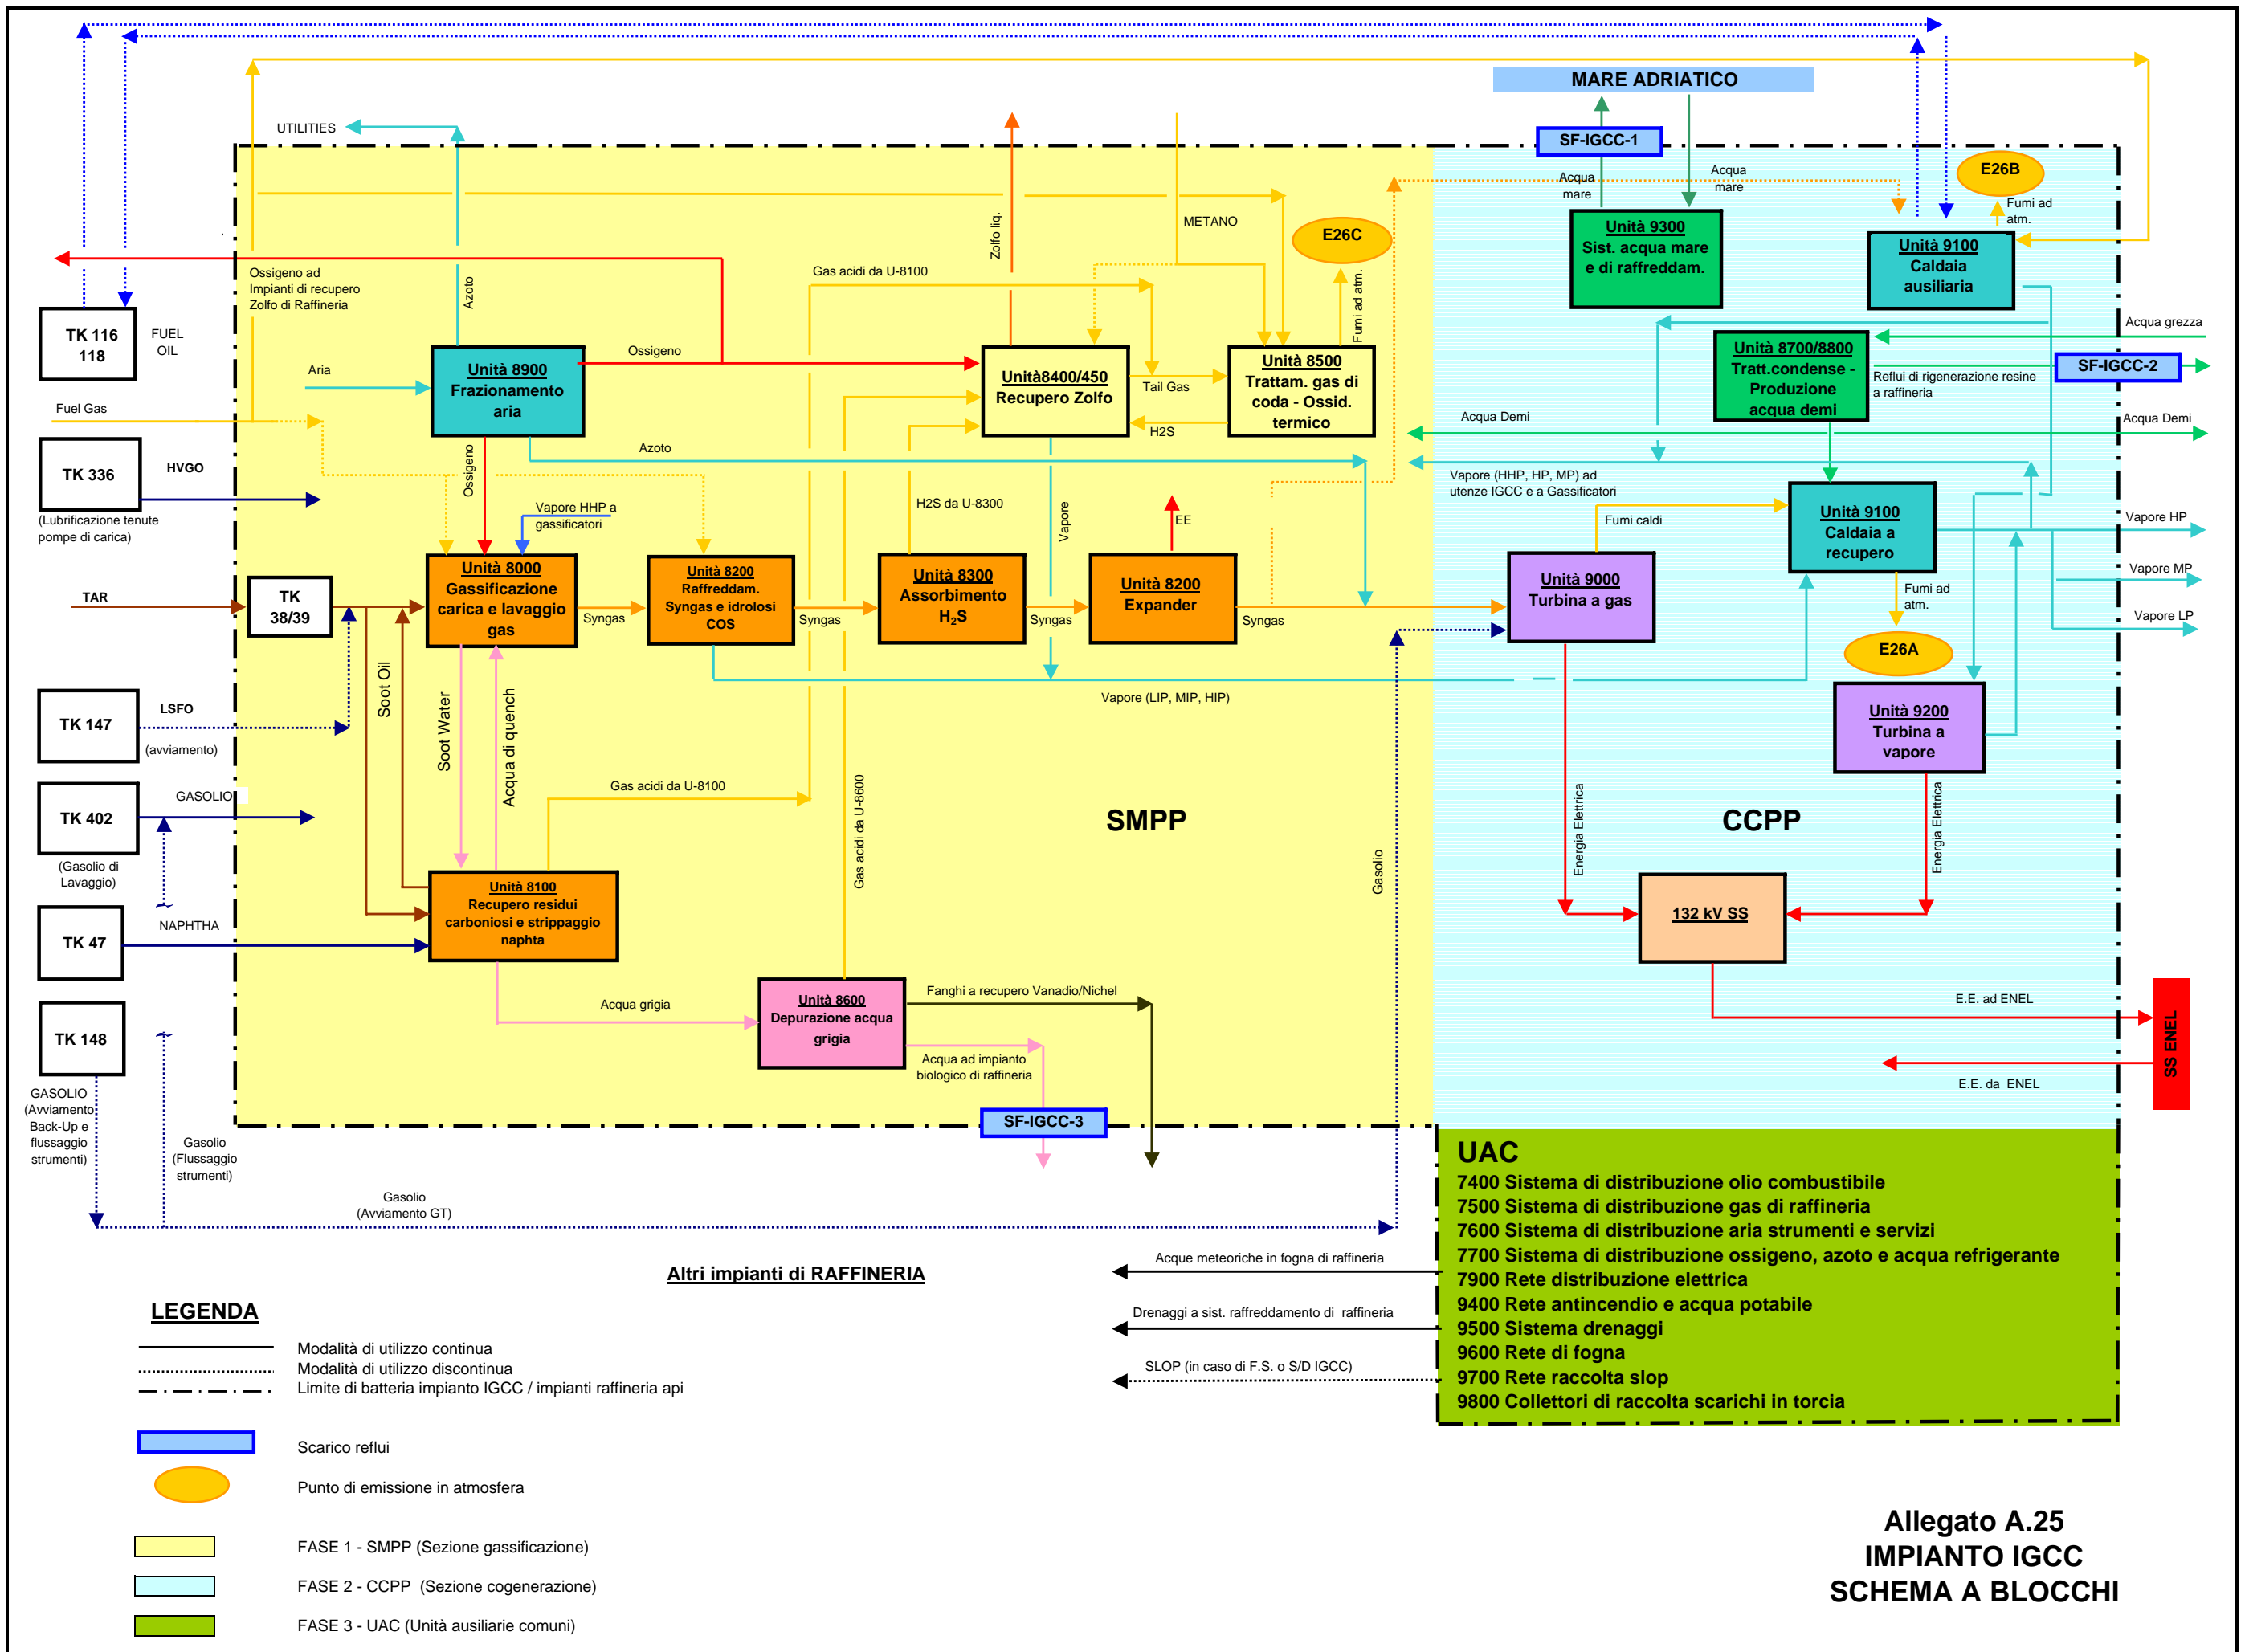 MARE ADRIATICO
UTILITIES
SF-IGCC-1
Acqua
mare
Acqua
mare
E26B
Fumi ad
atm.
METANO
Zolfo liq.
E26C
Unità 9300
Sist. acqua mare
e di raffreddam.
Unità 9100
Caldaia
ausiliaria
Ossigeno ad
Impianti di recupero
Zolfo di Raffineria
Azoto
Gas acidi da U-8100
Fumi ad atm.
TK 116
118
FUEL
OIL
Acqua grezza
Ossigeno
Aria
Unità 8900
Frazionamento
aria
Unità8400/450
Recupero Zolfo
Tail Gas
Unità 8500
Trattam. gas di
coda - Ossid.
termico
Unità 8700/8800
Tratt.condense -
Produzione
acqua demi
Reflui di rigenerazione resine
a raffineria
SF-IGCC-2
Fuel Gas
H2S
Acqua Demi
Acqua Demi
TK 336
HVGO
(Lubrificazione tenute
pompe di carica)
Ossigeno
Azoto
Vapore HHP a
gassificatori
H2S da U-8300
Vapore
EE
Vapore (HHP, HP, MP) ad
utenze IGCC e a Gassificatori
Fumi caldi
Unità 9100
Caldaia a
recupero
Vapore HP
Vapore MP
Vapore LP
Fumi ad
atm.
E26A
TAR
TK
38/39
Unità 8000
Gassificazione
carica e lavaggio
gas
Syngas
Unità 8200
Raffreddam.
Syngas e idrolosi
COS
Syngas
Unità 8300
Assorbimento
H2S
Syngas
Unità 8200
Expander
Syngas
Unità 9000
Turbina a gas
Soot Oil
Soot Water
Acqua di quench
Vapore (LIP, MIP, HIP)
Unità 9200
Turbina a
vapore
TK 147
LSFO
(avviamento)
TK 402
GASOLIO
(Gasolio di
Lavaggio)
Gas acidi da U-8100
Gas acidi da U-8600
SMPP
CCPP
Gasolio
Energia Elettrica
Energia Elettrica
TK 47
NAPHTHA
Unità 8100
Recupero residui
carboniosi e strippaggio
naphta
132 kV SS
Acqua grigia
Unità 8600
Depurazione acqua
grigia
Fanghi a recupero Vanadio/Nichel
Acqua ad impianto
biologico di raffineria
SF-IGCC-3
E.E. ad ENEL
E.E. da  ENEL
SS ENEL
TK 148
GASOLIO
(Avviamento
Back-Up e
flussaggio
strumenti)
Gasolio
(Flussaggio
strumenti)
Gasolio
(Avviamento GT)
UAC
7400 Sistema di distribuzione olio combustibile
7500 Sistema di distribuzione gas di raffineria
7600 Sistema di distribuzione aria strumenti e servizi
7700 Sistema di distribuzione ossigeno, azoto e acqua refrigerante
7900 Rete distribuzione elettrica
9400 Rete antincendio e acqua potabile
9500 Sistema drenaggi
9600 Rete di fogna
9700 Rete raccolta slop
9800 Collettori di raccolta scarichi in torcia
Altri impianti di RAFFINERIA
Acque meteoriche in fogna di raffineria
Drenaggi a sist. raffreddamento di  raffineria
SLOP (in caso di F.S. o S/D IGCC)
LEGENDA
Modalità di utilizzo continua
Modalità di utilizzo discontinua
Limite di batteria impianto IGCC / impianti raffineria api
Scarico reflui
Punto di emissione in atmosfera
FASE 1 - SMPP (Sezione gassificazione)
FASE 2 - CCPP  (Sezione cogenerazione)
FASE 3 - UAC (Unità ausiliarie comuni)
Allegato A.25
IMPIANTO IGCC
SCHEMA A BLOCCHI